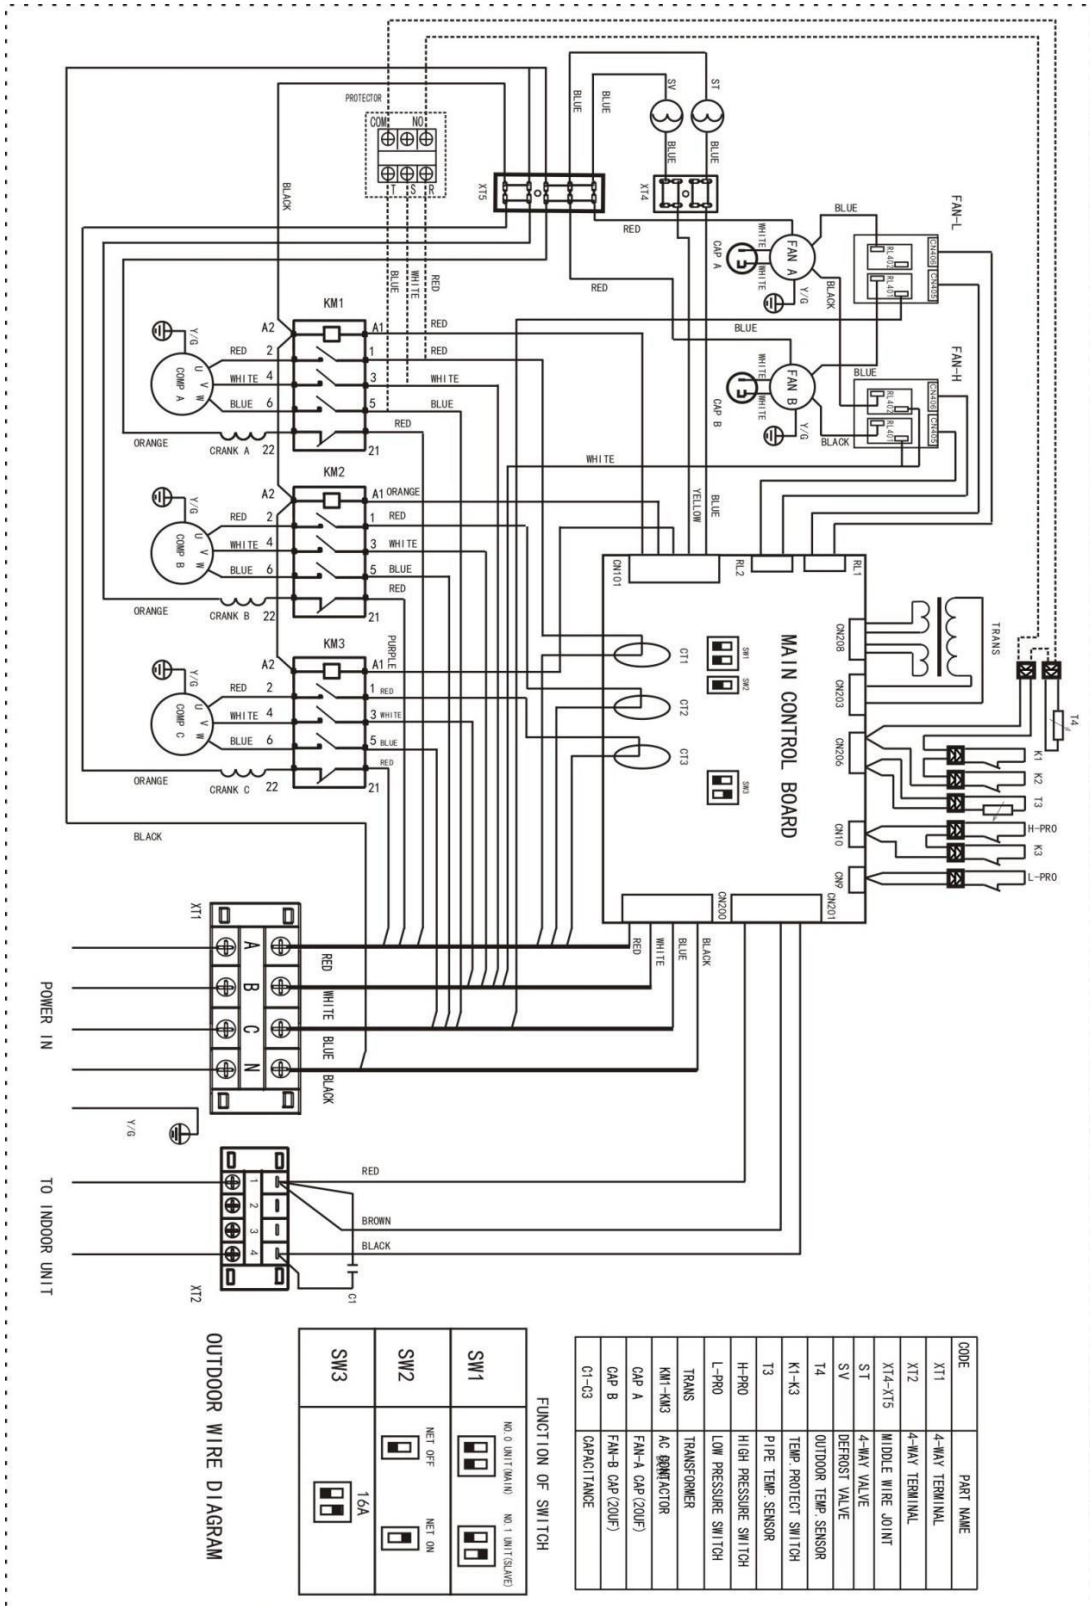 PROTECTOR
COM NO
T S R
BLACK
BLUE WHITE RED
XT5
BLUE BLUE
SV ST
BLUE BLUE
XT4
RED
RED
CAP A
WHITE WHITE
FAN A
Y/G
BLUE
BLACK
FAN-L
RL402 CN406
RL401 CN405
BLUE
CAP B
WHITE WHITE
FAN B
Y/G
BLUE
BLACK
FAN-H
RL402 CN406
RL401 CN405
WHITE
YELLOW BLUE
KM1
A2 A1 RED
Y/G
COMP A
U V W
RED 2 1 RED
WHITE 4 3 WHITE
BLUE 6 5 BLUE
RED
ORANGE CRANK A 22 21
KM2
A2 A1 ORANGE
Y/G
COMP B
U V W
RED 2 1 RED
WHITE 4 3 WHITE
BLUE 6 5 BLUE
RED
ORANGE CRANK B 22 21
KM3
A2 A1 PURPLE
Y/G
COMP C
U V W
RED 2 1 RED
WHITE 4 3 WHITE
BLUE 6 5 BLUE
RED
ORANGE CRANK C 22 21
BLACK
CN101 RL2 RL1
CT1
CT2
CT3
SW1
SW2
SW3
MAIN CONTROL BOARD
CN208
CN203
CN206
CN10
CN9
CN200 CN201
TRANS
T4
K1
K2
T3
H-PRO
K3
L-PRO
RED WHITE BLUE BLACK
XT1
A
B
C
N
RED
WHITE
BLUE
BLACK
POWER IN
Y/G
TO INDOOR UNIT
1
2
3
4
XT2
RED
BROWN
BLACK
C1
OUTDOOR WIRE DIAGRAM
FUNCTION OF SWITCH
SW1 NO.0 UNIT(MAIN) NO.1 UNIT(SLAVE)
SW2 NET OFF NET ON
SW3 16A
CODE PART NAME
XT1 4-WAY TERMINAL
XT2 4-WAY TERMINAL
XT4-XT5 MIDDLE WIRE JOINT
ST 4-WAY VALVE
SV DEFROST VALVE
T4 OUTDOOR TEMP.SENSOR
K1-K3 TEMP.PROTECT SWITCH
T3 PIPE TEMP.SENSOR
H-PRO HIGH PRESSURE SWITCH
L-PRO LOW PRESSURE SWITCH
TRANS TRANSFORMER
KM1-KM3 AC
CAP A FAN-A CAP(20UF)
CAP B FAN-B CAP(20UF)
C1-C3 CAPACITANCE